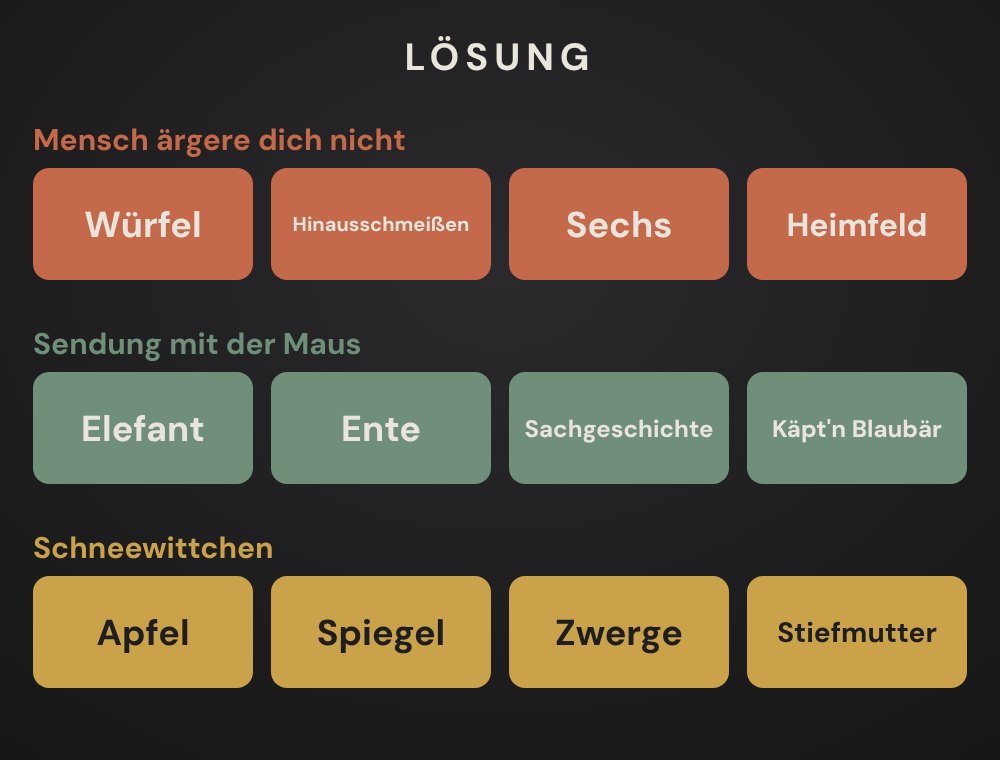 LÖSUNG
Mensch ärgere dich nicht
Würfel Hinausschmeißen Sechs Heimfeld
Sendung mit der Maus
Elefant Ente Sachgeschichte Käpt'n Blaubär
Schneewittchen
Apfel Spiegel Zwerge Stiefmutter